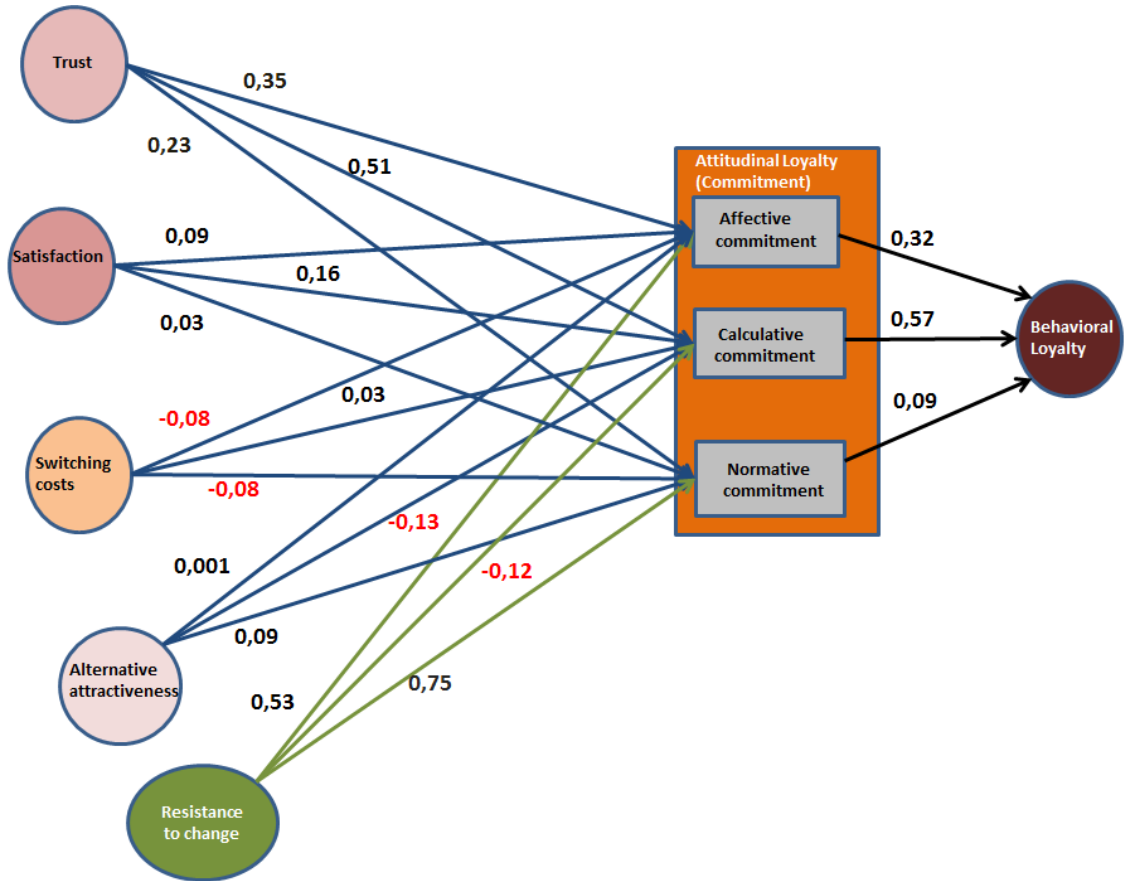 Trust
0,35
0,23
0,51
Attitudinal Loyalty
(Commitment)
Affective
commitment
0,09
Satisfaction
0,16
0,32
0,03
Calculative
commitment
0,57
Behavioral
Loyalty
0,03
-0,08
0,09
Switching
costs
-0,08
Normative
commitment
-0,13
0,001
-0,12
0,09
Alternative
attractiveness
0,53
0,75
Resistance
to change